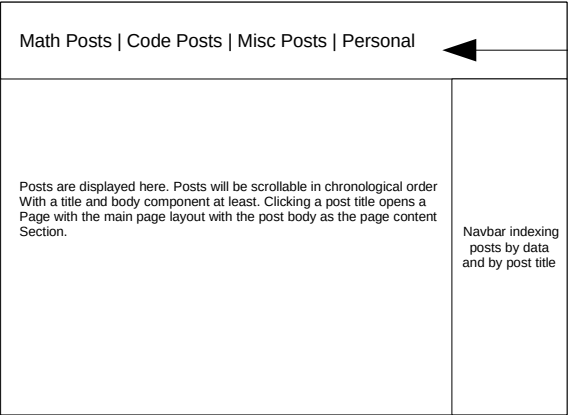 Math Posts | Code Posts | Misc Posts | Personal
Posts are displayed here. Posts will be scrollable in chronological order
With a title and body component at least. Clicking a post title opens a
Page with the main page layout with the post body as the page content
Section.
Navbar indexing
posts by data
and by post title